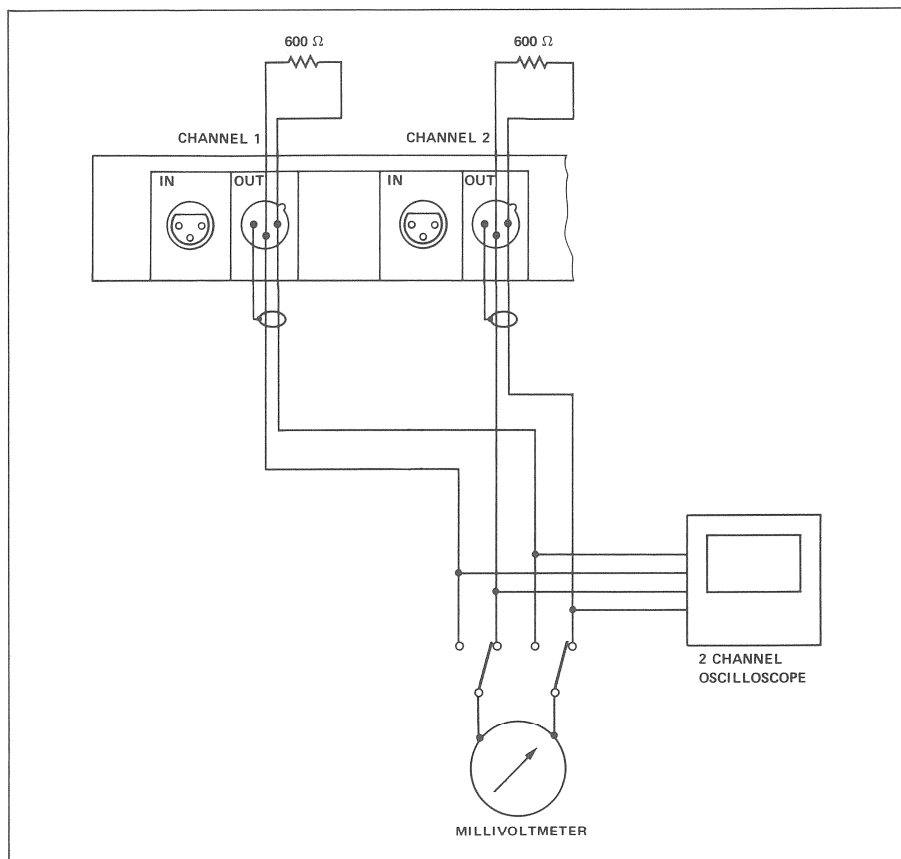 600 Ω
600 Ω
CHANNEL 1
CHANNEL 2
IN
OUT
IN
OUT
2 CHANNEL
OSCILLOSCOPE
MILLIVOLTMETER